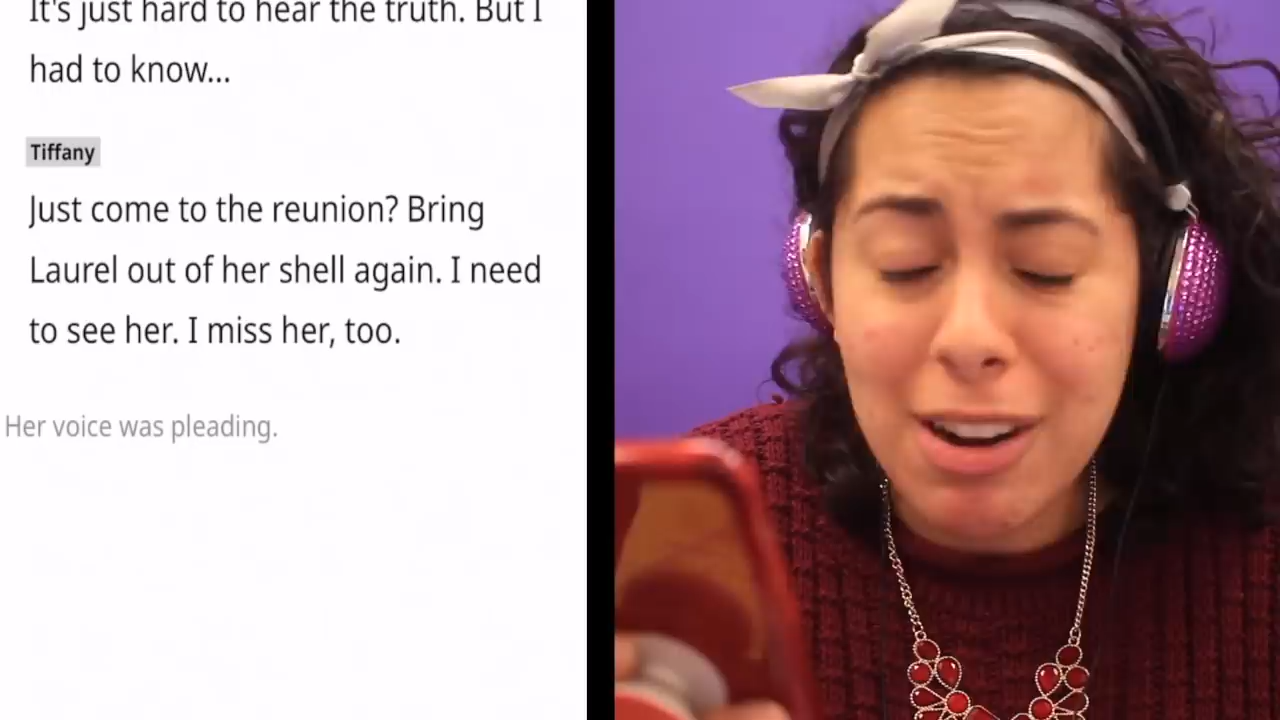 It's just hard to hear the truth. But I
had to know...
Tiffany
Just come to the reunion? Bring
Laurel out of her shell again. I need
to see her. I miss her, too.
Her voice was pleading.